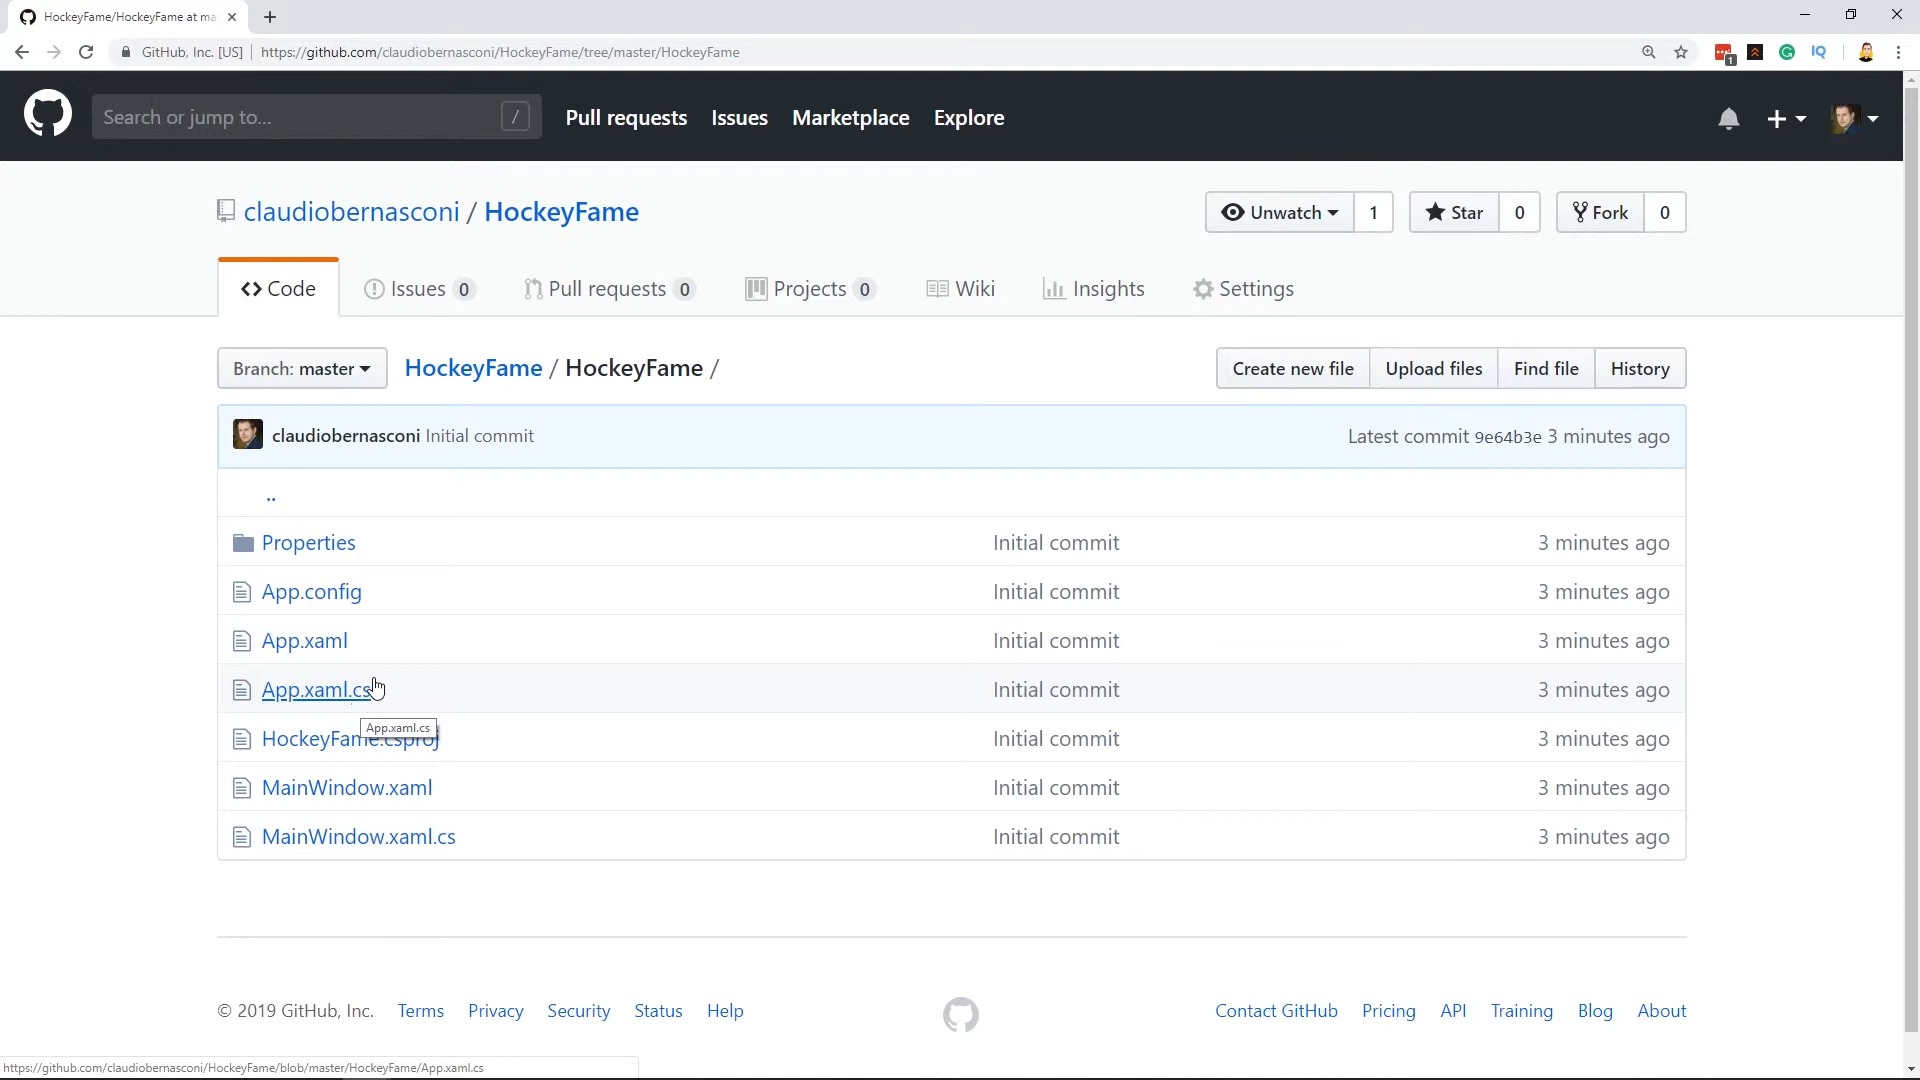 HockeyFame/HockeyFame at ma
GitHub, Inc. [US] https://github.com/claudiobernasconi/HockeyFame/tree/master/HockeyFame
1
IQ
Search or jump to... /
Pull requests Issues Marketplace Explore
claudiobernasconi / HockeyFame
Unwatch 1 Star 0 Fork 0
Code Issues 0 Pull requests 0 Projects 0 Wiki Insights Settings
Branch: master HockeyFame / HockeyFame /
Create new file Upload files Find file History
claudiobernasconi Initial commit Latest commit 9e64b3e 3 minutes ago
..
Properties Initial commit 3 minutes ago
App.config Initial commit 3 minutes ago
App.xaml Initial commit 3 minutes ago
App.xaml.cs Initial commit 3 minutes ago
App.xaml.cs
HockeyFame.csproj Initial commit 3 minutes ago
MainWindow.xaml Initial commit 3 minutes ago
MainWindow.xaml.cs Initial commit 3 minutes ago
© 2019 GitHub, Inc. Terms Privacy Security Status Help Contact GitHub Pricing API Training Blog About
https://github.com/claudiobernasconi/HockeyFame/blob/master/HockeyFame/App.xaml.cs